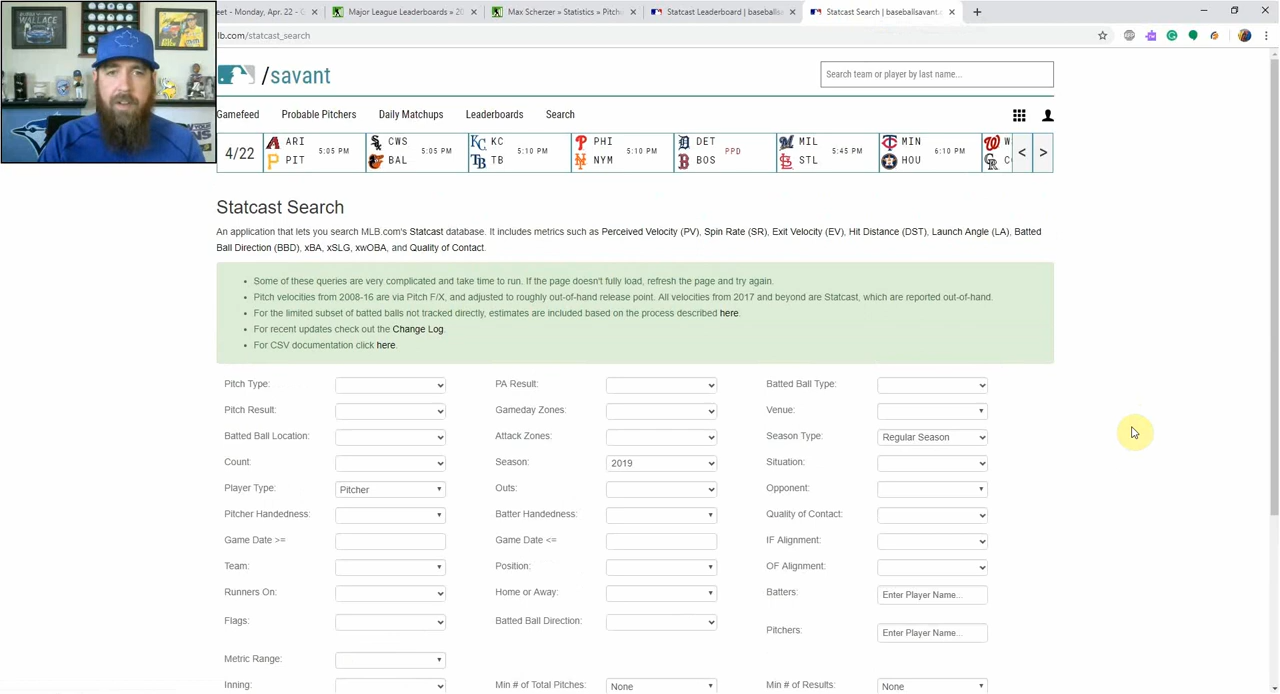 eet - Monday, Apr. 22 -
Major League Leaderboards » 20
Max Scherzer » Statistics » Pitch
Statcast Leaderboard | baseballsa
Statcast Search | baseballsavant.
lb.com/statcast_search
/savant
Search team or player by last name...
Gamefeed Probable Pitchers Daily Matchups Leaderboards Search
4/22
ARI
PIT
5:05 PM
CWS
BAL
5:05 PM
KC
TB
5:10 PM
PHI
NYM
5:10 PM
DET
BOS
PPD
MIL
STL
5:45 PM
MIN
HOU
6:10 PM
W
C
< >
Statcast Search
An application that lets you search MLB.com's Statcast database. It includes metrics such as Perceived Velocity (PV), Spin Rate (SR), Exit Velocity (EV), Hit Distance (DST), Launch Angle (LA), Batted
Ball Direction (BBD), xBA, xSLG, xwOBA, and Quality of Contact.
Some of these queries are very complicated and take time to run. If the page doesn't fully load, refresh the page and try again.
Pitch velocities from 2008-16 are via Pitch F/X, and adjusted to roughly out-of-hand release point. All velocities from 2017 and beyond are Statcast, which are reported out-of-hand.
For the limited subset of batted balls not tracked directly, estimates are included based on the process described here.
For recent updates check out the Change Log.
For CSV documentation click here.
Pitch Type: PA Result: Batted Ball Type:
Pitch Result: Gameday Zones: Venue:
Batted Ball Location: Attack Zones: Season Type: Regular Season
Count: Season: 2019 Situation:
Player Type: Pitcher Outs: Opponent:
Pitcher Handedness: Batter Handedness: Quality of Contact:
Game Date >= Game Date <= IF Alignment:
Team: Position: OF Alignment:
Runners On: Home or Away: Batters: Enter Player Name...
Flags: Batted Ball Direction:
Pitchers: Enter Player Name...
Metric Range:
Inning: Min # of Total Pitches: None Min # of Results: None